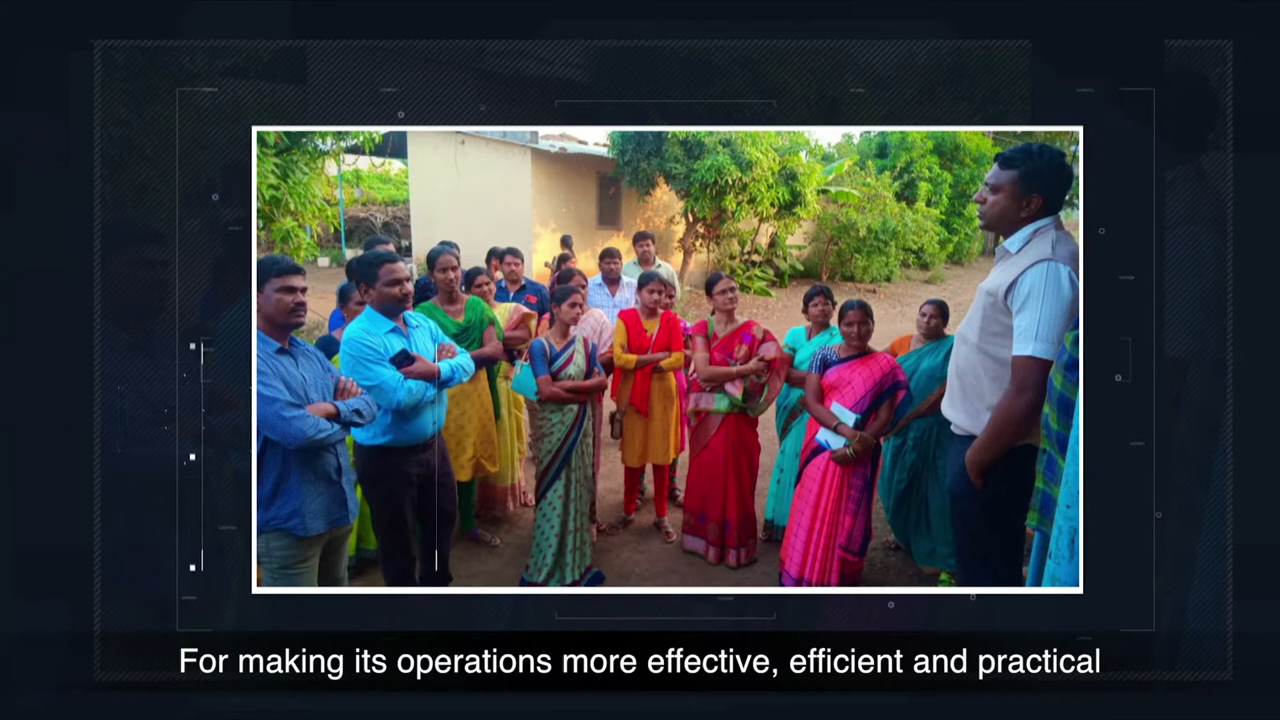 For making its operations more effective, efficient and practical